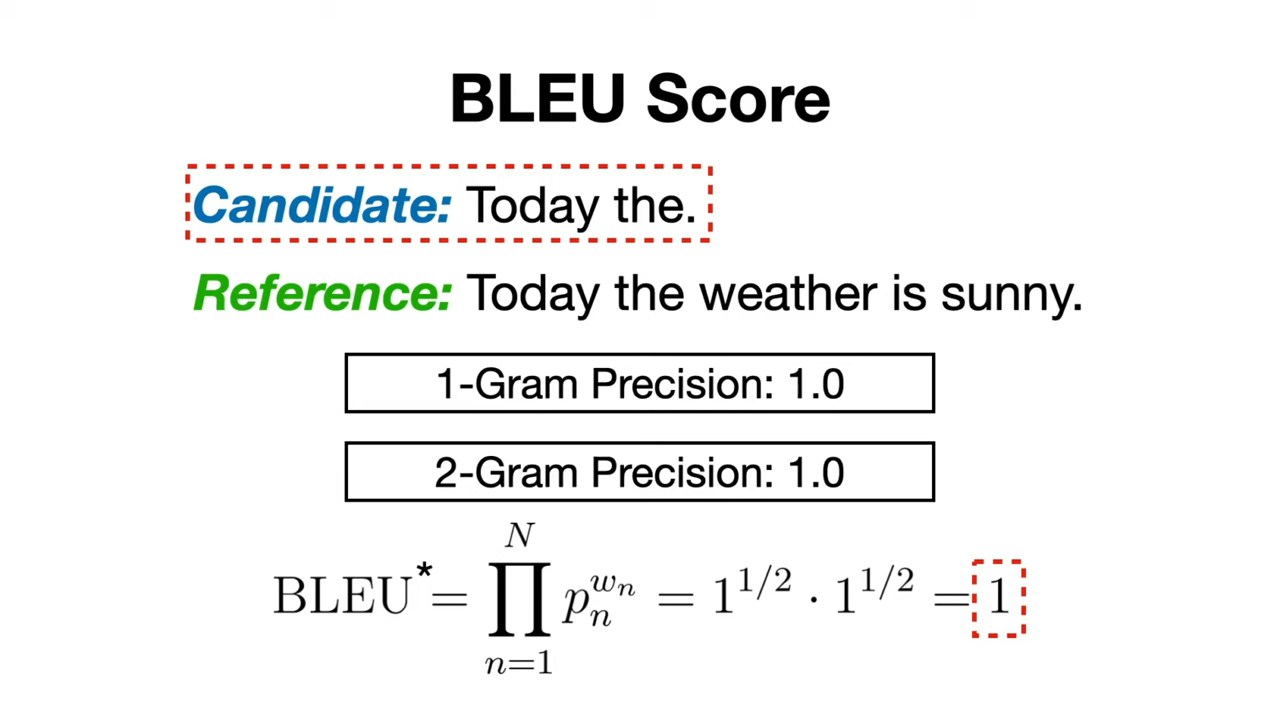 BLEU Score
Candidate: Today the.
Reference: Today the weather is sunny.
1-Gram Precision: 1.0
2-Gram Precision: 1.0
BLEU* = ∏_{n=1}^{N} p_n^{w_n} = 1^{1/2} · 1^{1/2} = 1